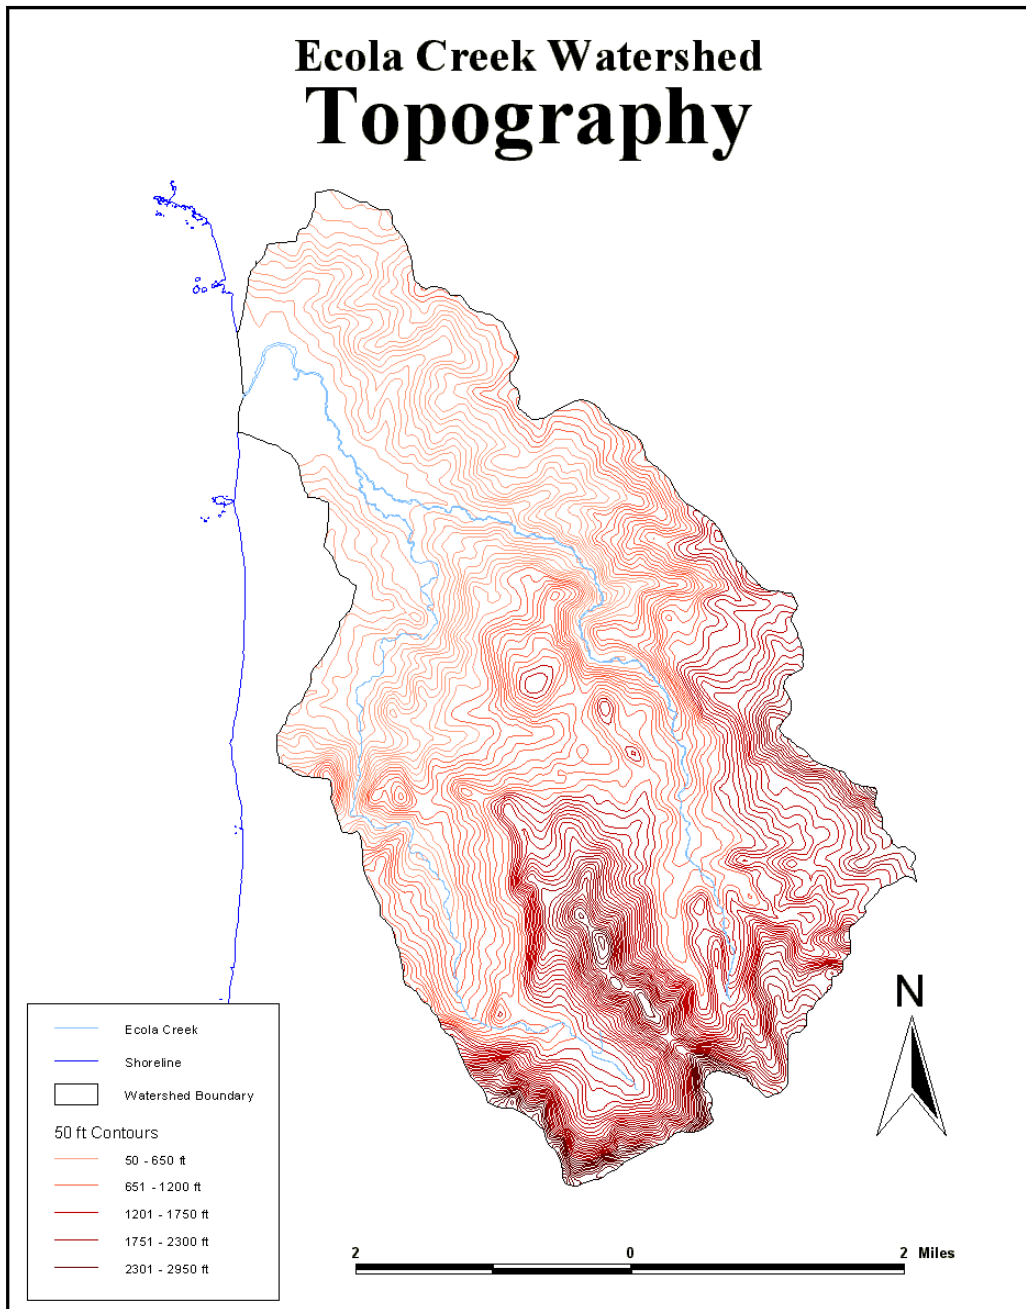 Ecola Creek Watershed
Topography
N
Ecola Creek
Shoreline
Watershed Boundary
50 ft Contours
50 - 650 ft
651 - 1200 ft
1201 - 1750 ft
1751 - 2300 ft
2301 - 2950 ft
2 0 2 Miles